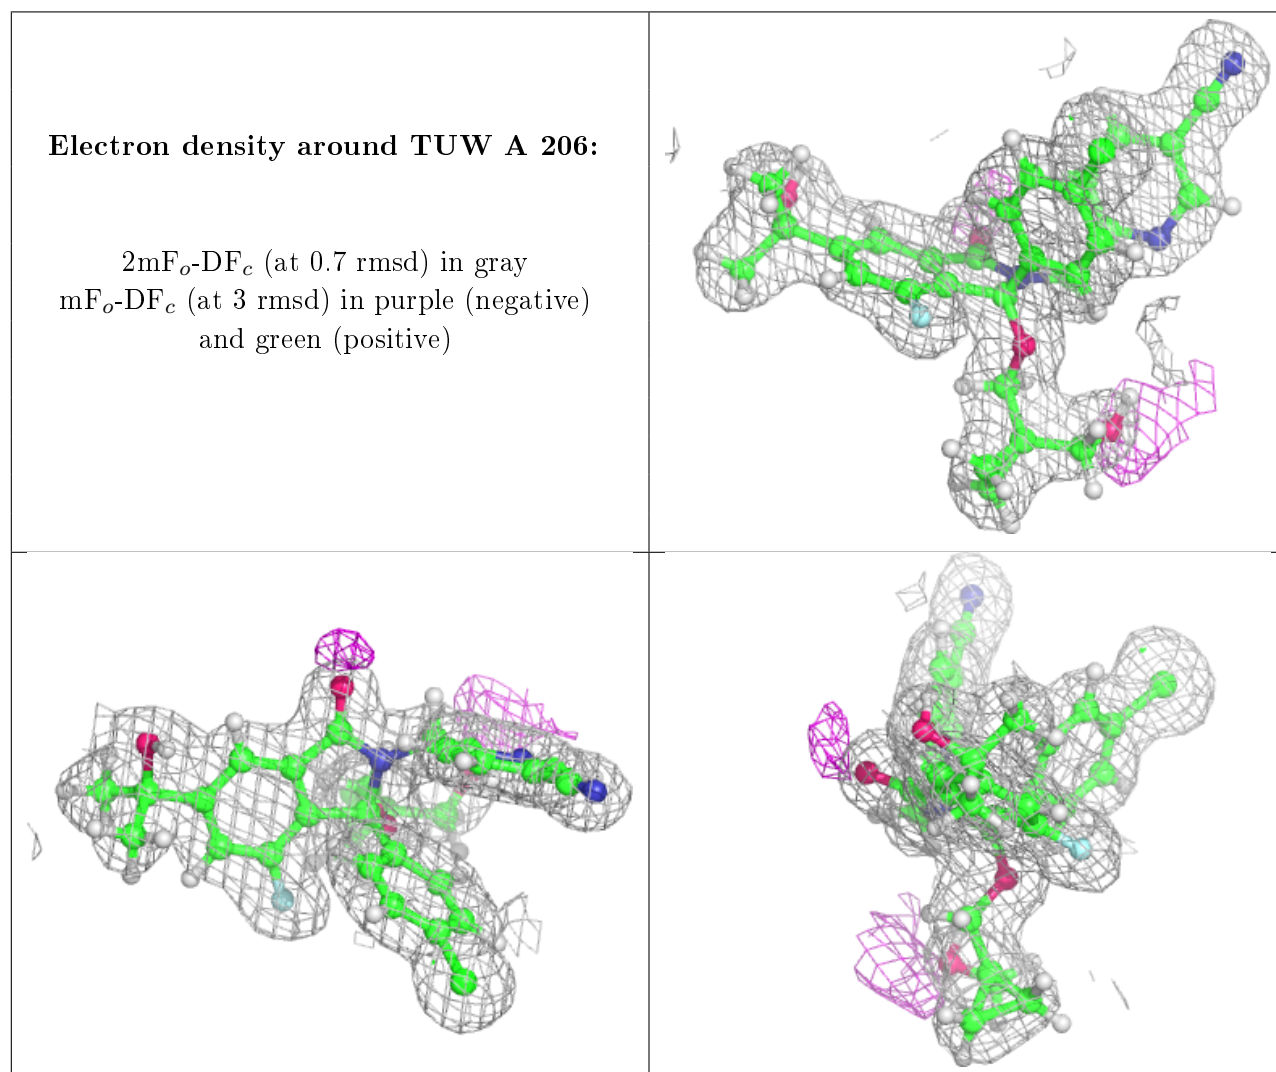 Electron density around TUW A 206:
2mFo-DFc (at 0.7 rmsd) in gray
mFo-DFc (at 3 rmsd) in purple (negative)
and green (positive)